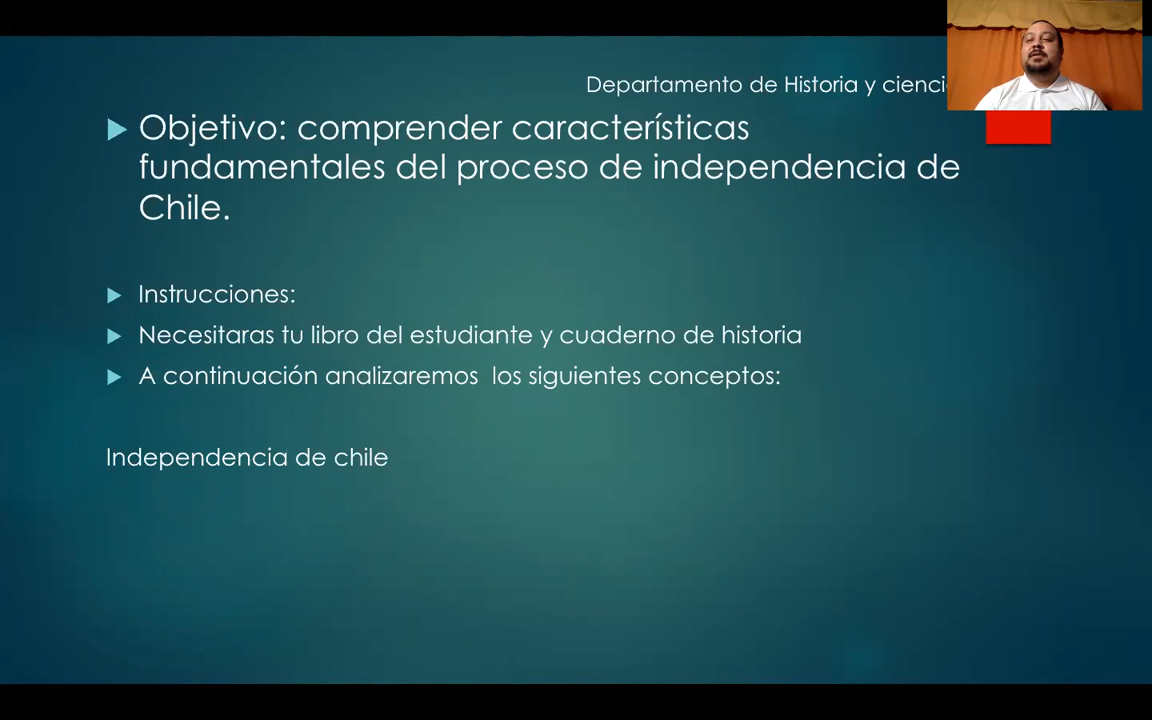 Departamento de Historia y
Objetivo: comprender características
fundamentales del proceso de independencia de
Chile.
Instrucciones:
Necesitaras tu libro del estudiante y cuaderno de historia
A continuación analizaremos los siguientes conceptos:
Independencia de chile